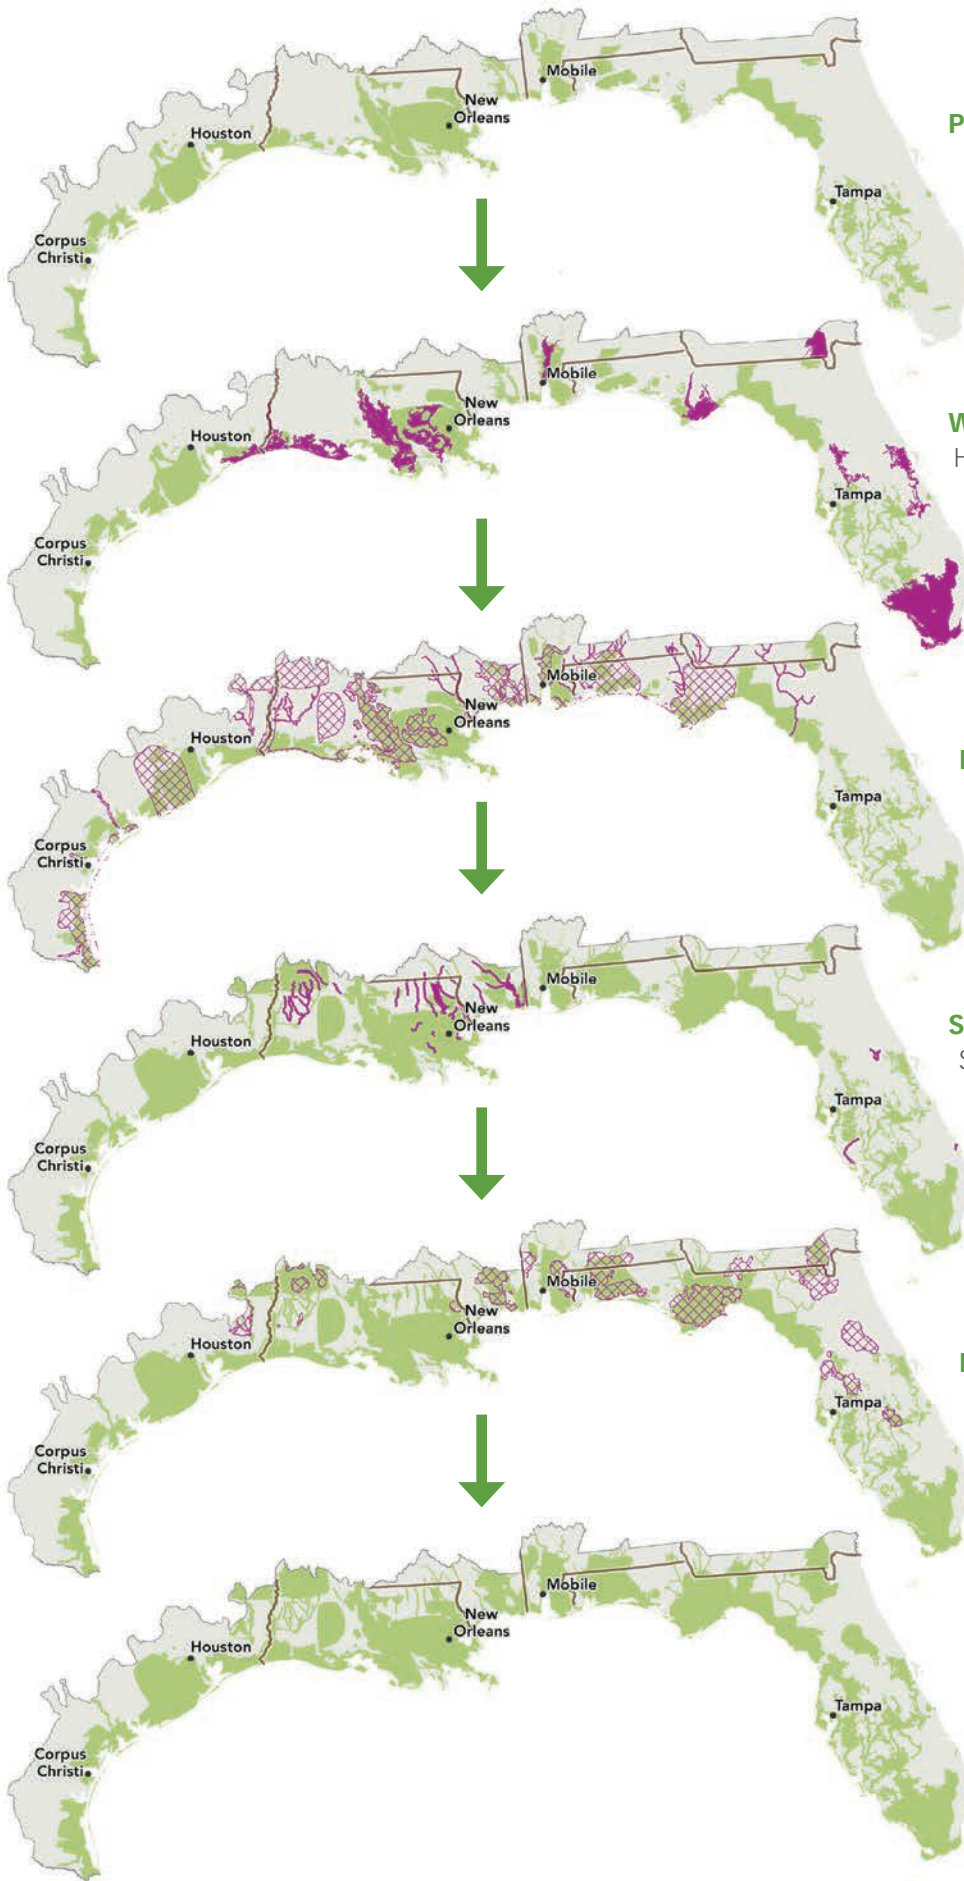 Mobile
New
Orleans
Houston
P
Tampa
Corpus
Christi
Mobile
New
Orleans
W
Houston
H
Tampa
Corpus
Christi
Mobile
New
Orleans
Houston
Tampa
Corpus
Christi
Mobile
New
Orleans
S
Houston
S
Tampa
Corpus
Christi
Mobile
New
Orleans
Houston
Tampa
Corpus
Christi
Mobile
New
Orleans
Houston
Tampa
Corpus
Christi